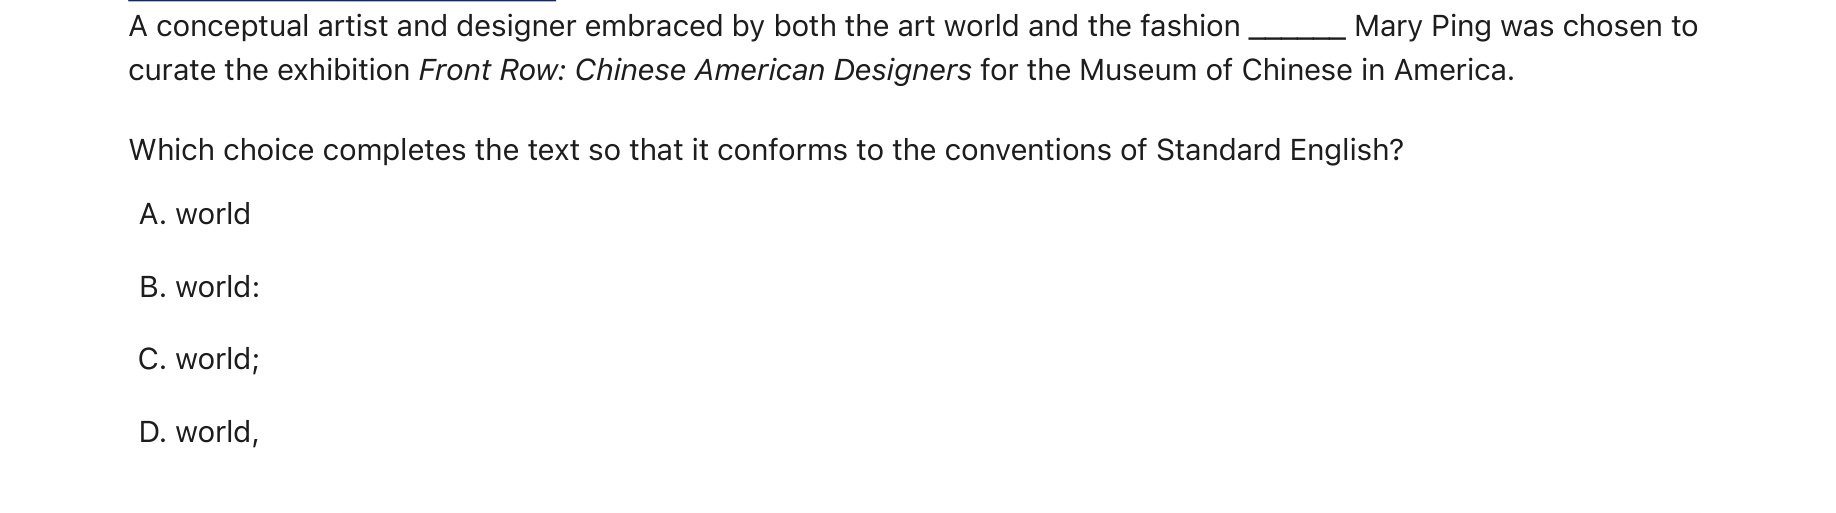 A conceptual artist and designer embraced by both the art world and the fashion ______ Mary Ping was chosen to
curate the exhibition Front Row: Chinese American Designers for the Museum of Chinese in America.
Which choice completes the text so that it conforms to the conventions of Standard English?
A. world
B. world:
C. world;
D. world,